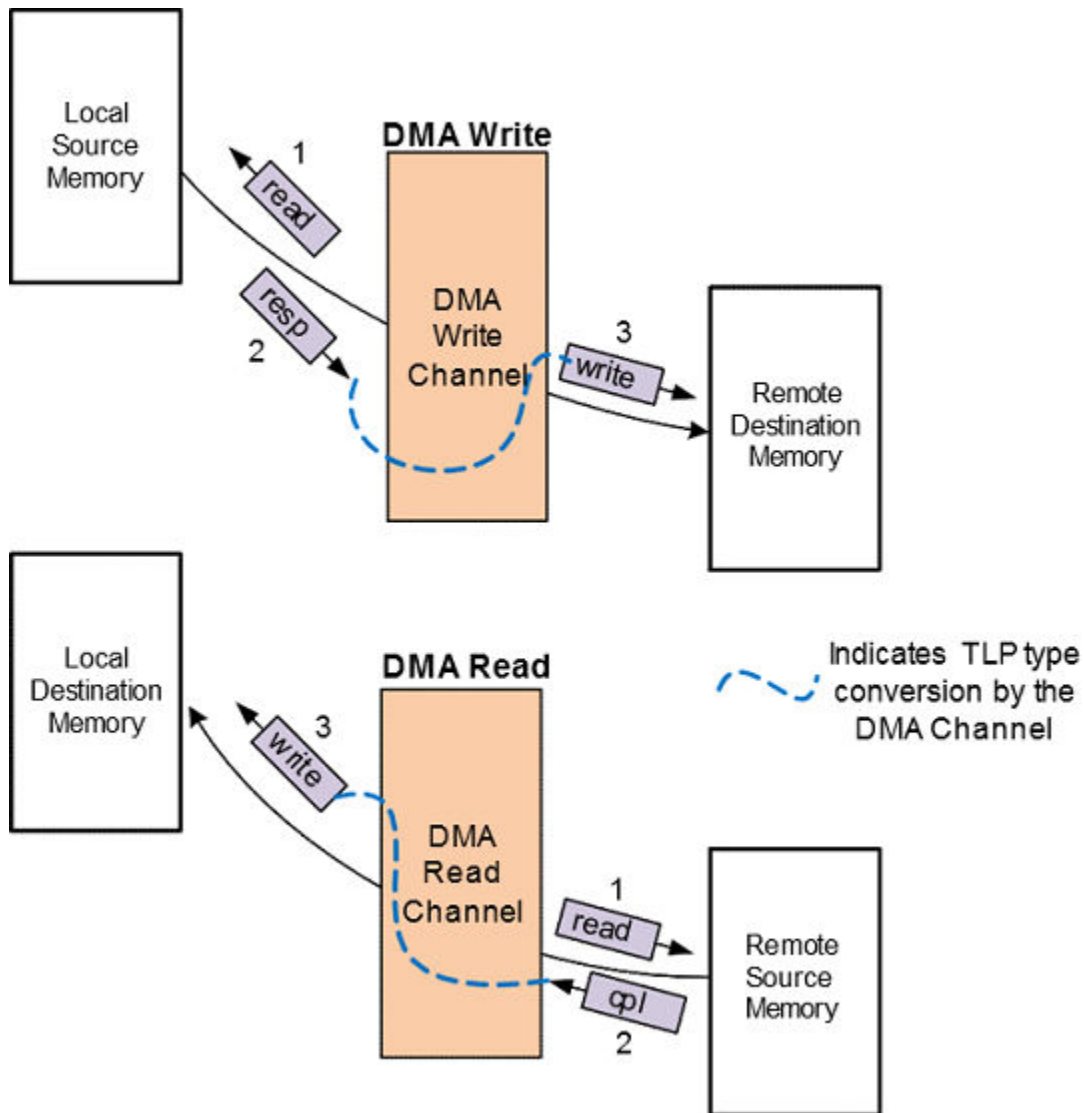 Local
Source
Memory
DMA Write
1
read
resp
2
DMA
Write
Channel
3
write
Remote
Destination
Memory
Local
Destination
Memory
DMA Read
3
write
DMA
Read
Channel
1
read
cpl
2
Remote
Source
Memory
Indicates TLP type
conversion by the
DMA Channel